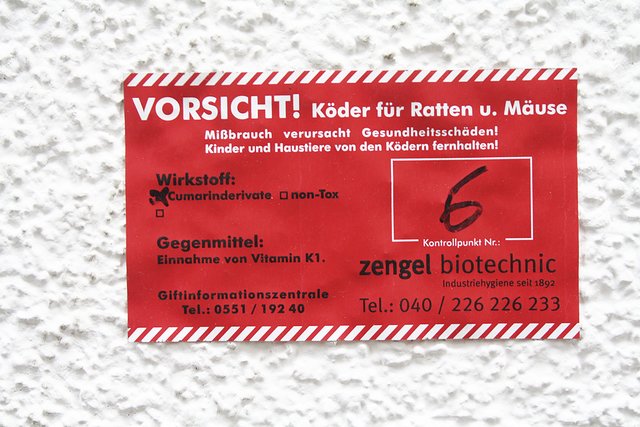 VORSICHT! Köder für Ratten u. Mäuse
Mißbrauch verursacht Gesundheitsschäden!
Kinder und Haustiere von den Ködern fernhalten!
Wirkstoff:
Cumarinderivate □ non-Tox
□
6
Kontrollpunkt Nr.:
Gegenmittel:
Einnahme von Vitamin K1.
zengel biotechnic
Industriehygiene seit 1892
Giftinformationszentrale
Tel.: 0551 / 192 40
Tel.: 040 / 226 226 233